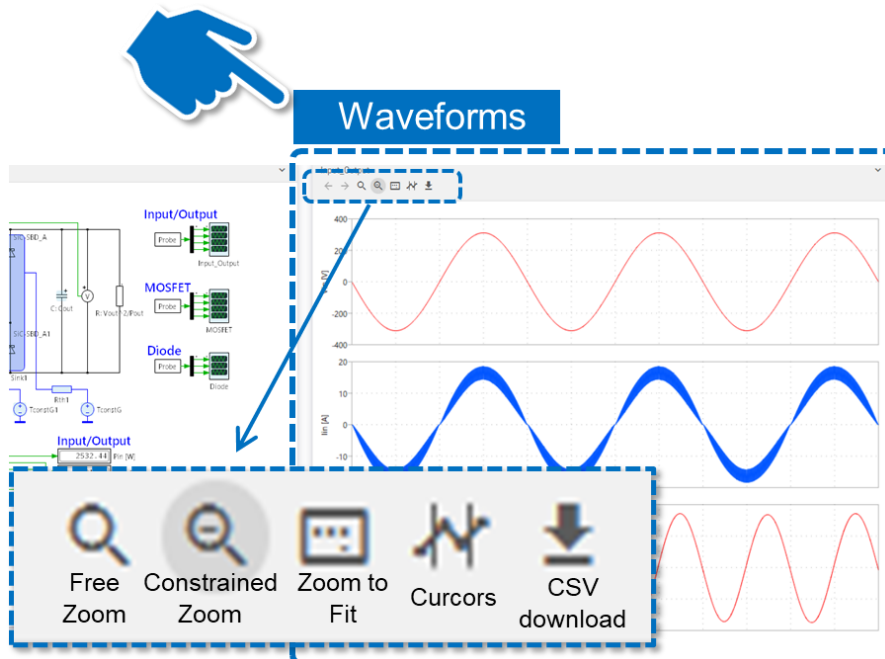 Waveforms
Input_Output
Input/Output
Probe
Input_Output
MOSFET
Probe
MOSFET
Diode
Probe
Diode
SiC-SBD_A
C: Cout
V
R: Vout^2/Pout
SiC-SBD_A1
Sink1
Rth1
TconstG1
TconstG
Input/Output
2532.44 Pin [W]
400
200
0
-200
-400
20
10
0
-10
Iin [A]
Free Zoom
Constrained Zoom
Zoom to Fit
Curcors
CSV download